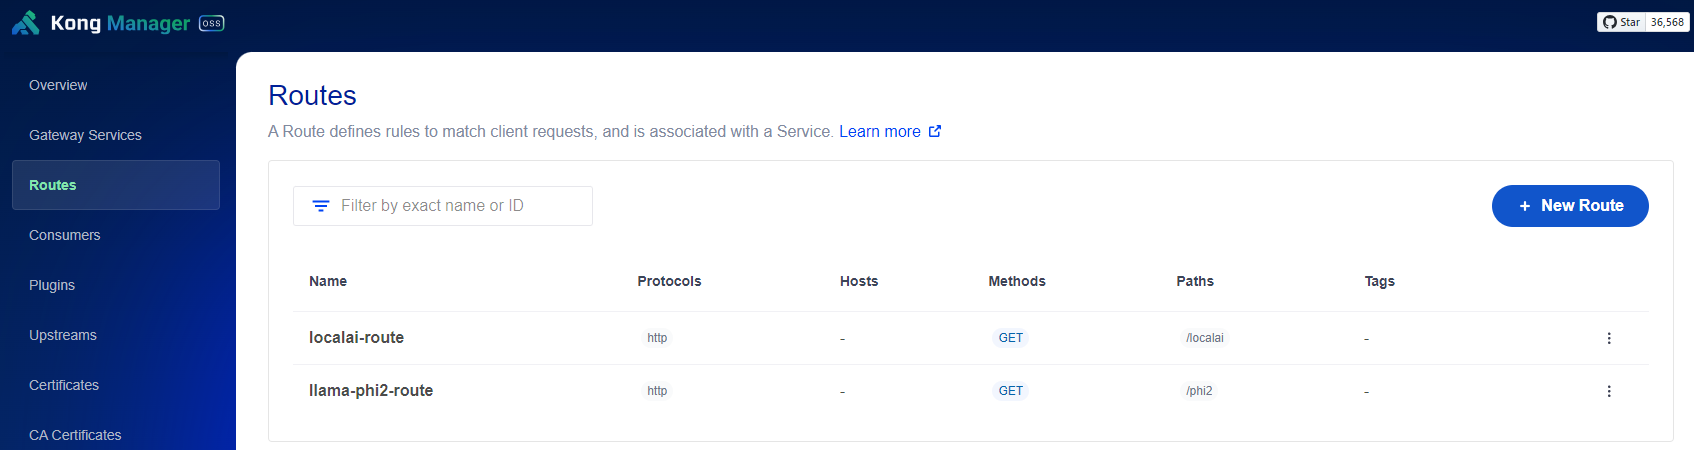 Kong Manager OSS
Star 36,568
Overview
Gateway Services
Routes
Consumers
Plugins
Upstreams
Certificates
CA Certificates
Routes
A Route defines rules to match client requests, and is associated with a Service. Learn more
Filter by exact name or ID
+ New Route
Name Protocols Hosts Methods Paths Tags
localai-route http - GET /localai -
llama-phi2-route http - GET /phi2 -